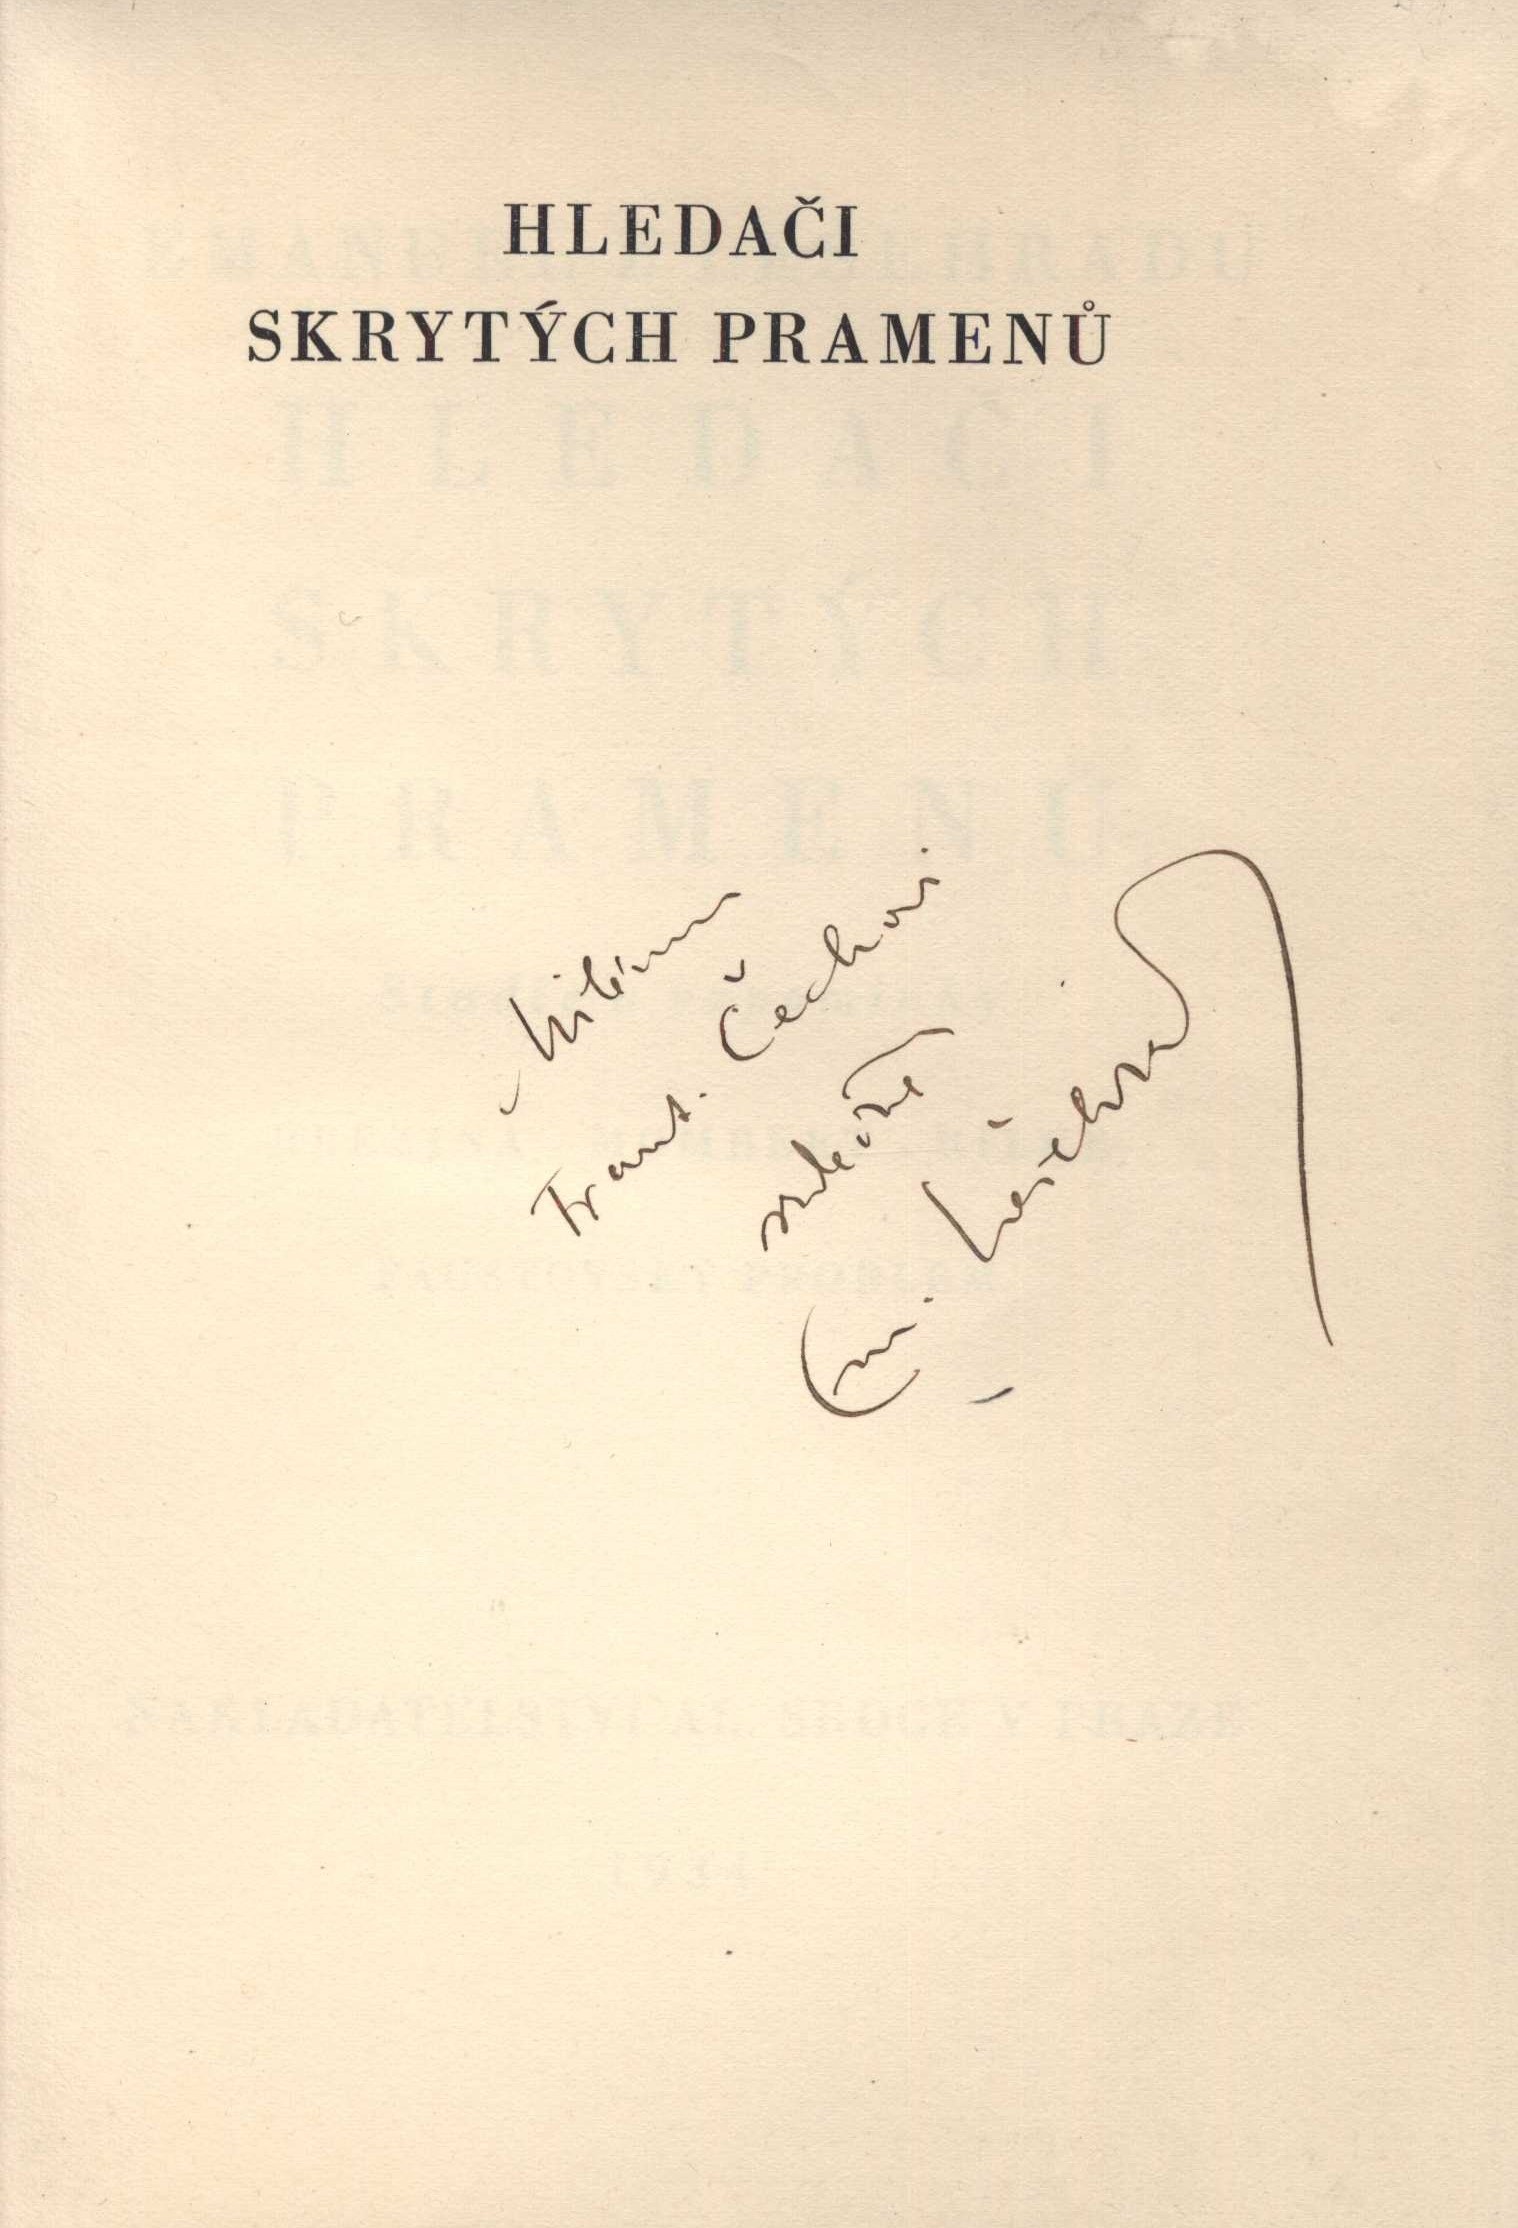 HLEDAČI
SKRYTÝCH PRAMENŮ
Milému
Frant. Čechovi
srdečně
Em. Lešehrad